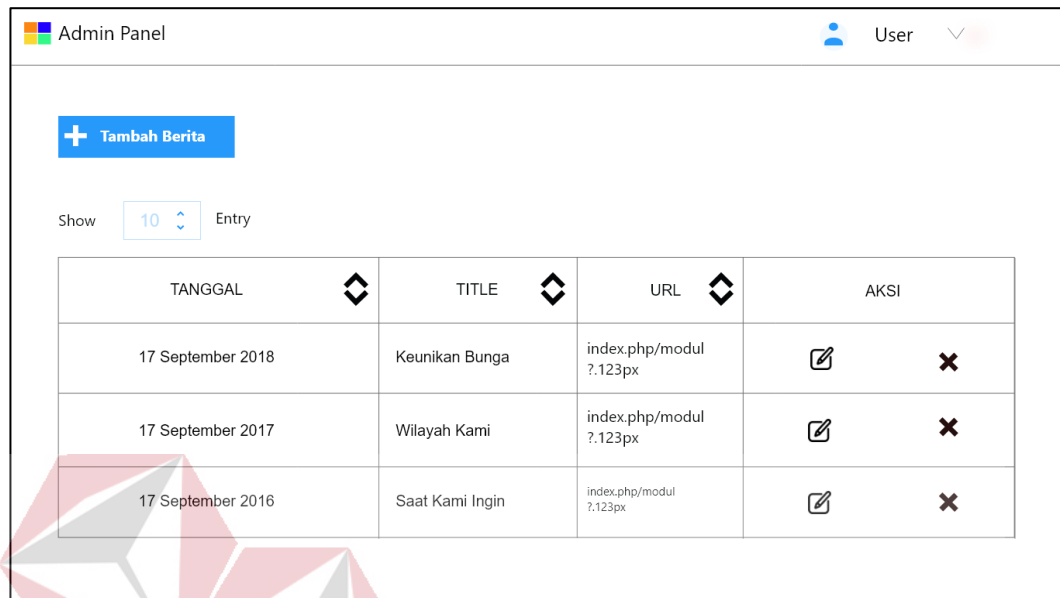 Admin Panel
User
Tambah Berita
Show 10 Entry
TANGGAL TITLE URL AKSI
17 September 2018 Keunikan Bunga index.php/modul
?.123px
17 September 2017 Wilayah Kami index.php/modul
?.123px
17 September 2016 Saat Kami Ingin index.php/modul
?.123px